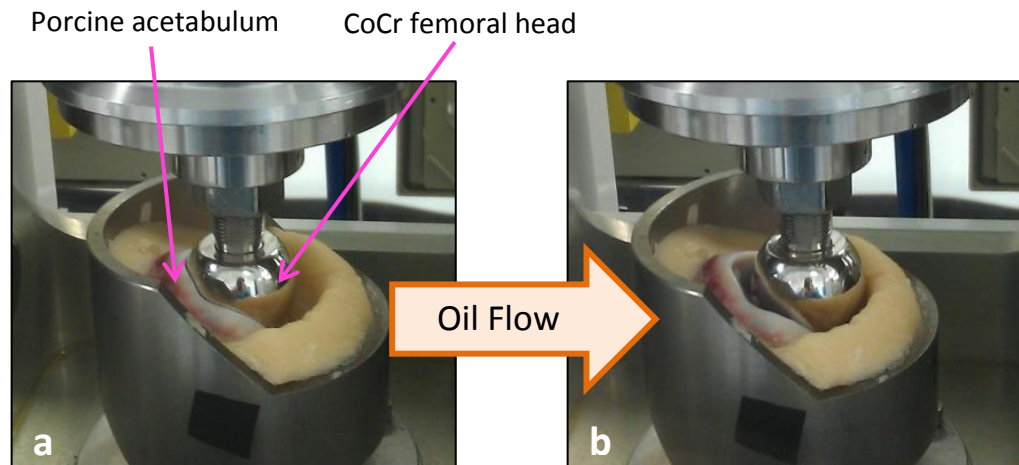 Porcine acetabulum
CoCr femoral head
Oil Flow
a
b